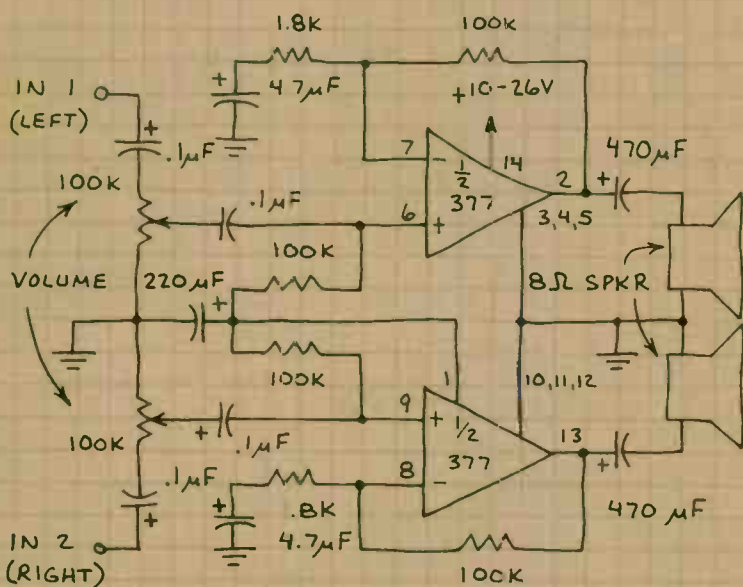 1.8K
100K
IN 1
(LEFT)
+
+
47µF
+10-26V
.1µF
7
-
1/2
377
14
2
470µF
+
100K
.1µF
6
+
3,4,5
100K
VOLUME
220µF
+
8Ω SPKR
100K
1
10,11,12
100K
+
.1µF
9
+
1/2
377
13
+
.1µF
+
8
-
.8K
+
4.7µF
470 µF
IN 2
(RIGHT)
100K